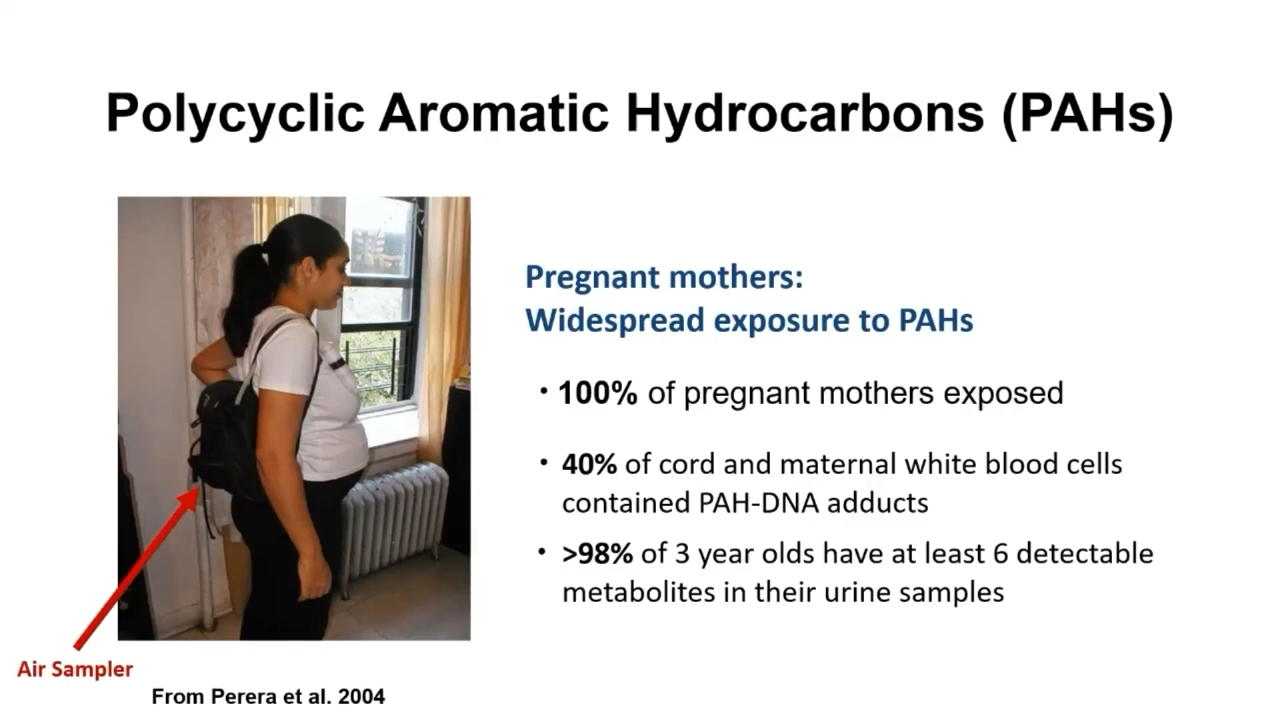 Polycyclic Aromatic Hydrocarbons (PAHs)
Pregnant mothers:
Widespread exposure to PAHs
• 100% of pregnant mothers exposed
• 40% of cord and maternal white blood cells
contained PAH-DNA adducts
• >98% of 3 year olds have at least 6 detectable
metabolites in their urine samples
Air Sampler
From Perera et al. 2004